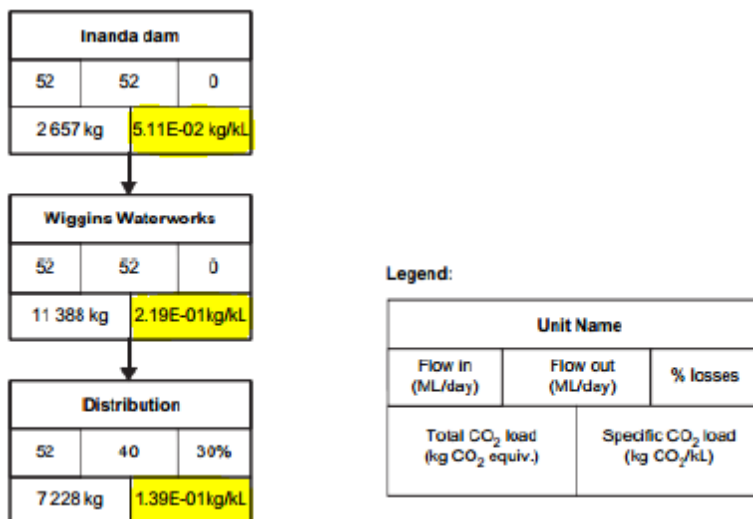 Inanda dam
52 52 0
2 657 kg 5.11E-02 kg/kL
Wiggins Waterworks
52 52 0
11 388 kg 2.19E-01kg/kL
Distribution
52 40 30%
7 228 kg 1.39E-01kg/kL
Legend:
Unit Name
Flow in (ML/day) Flow out (ML/day) % losses
Total CO₂ load (kg CO₂ equiv.) Specific CO₂ load (kg CO₂/kL)